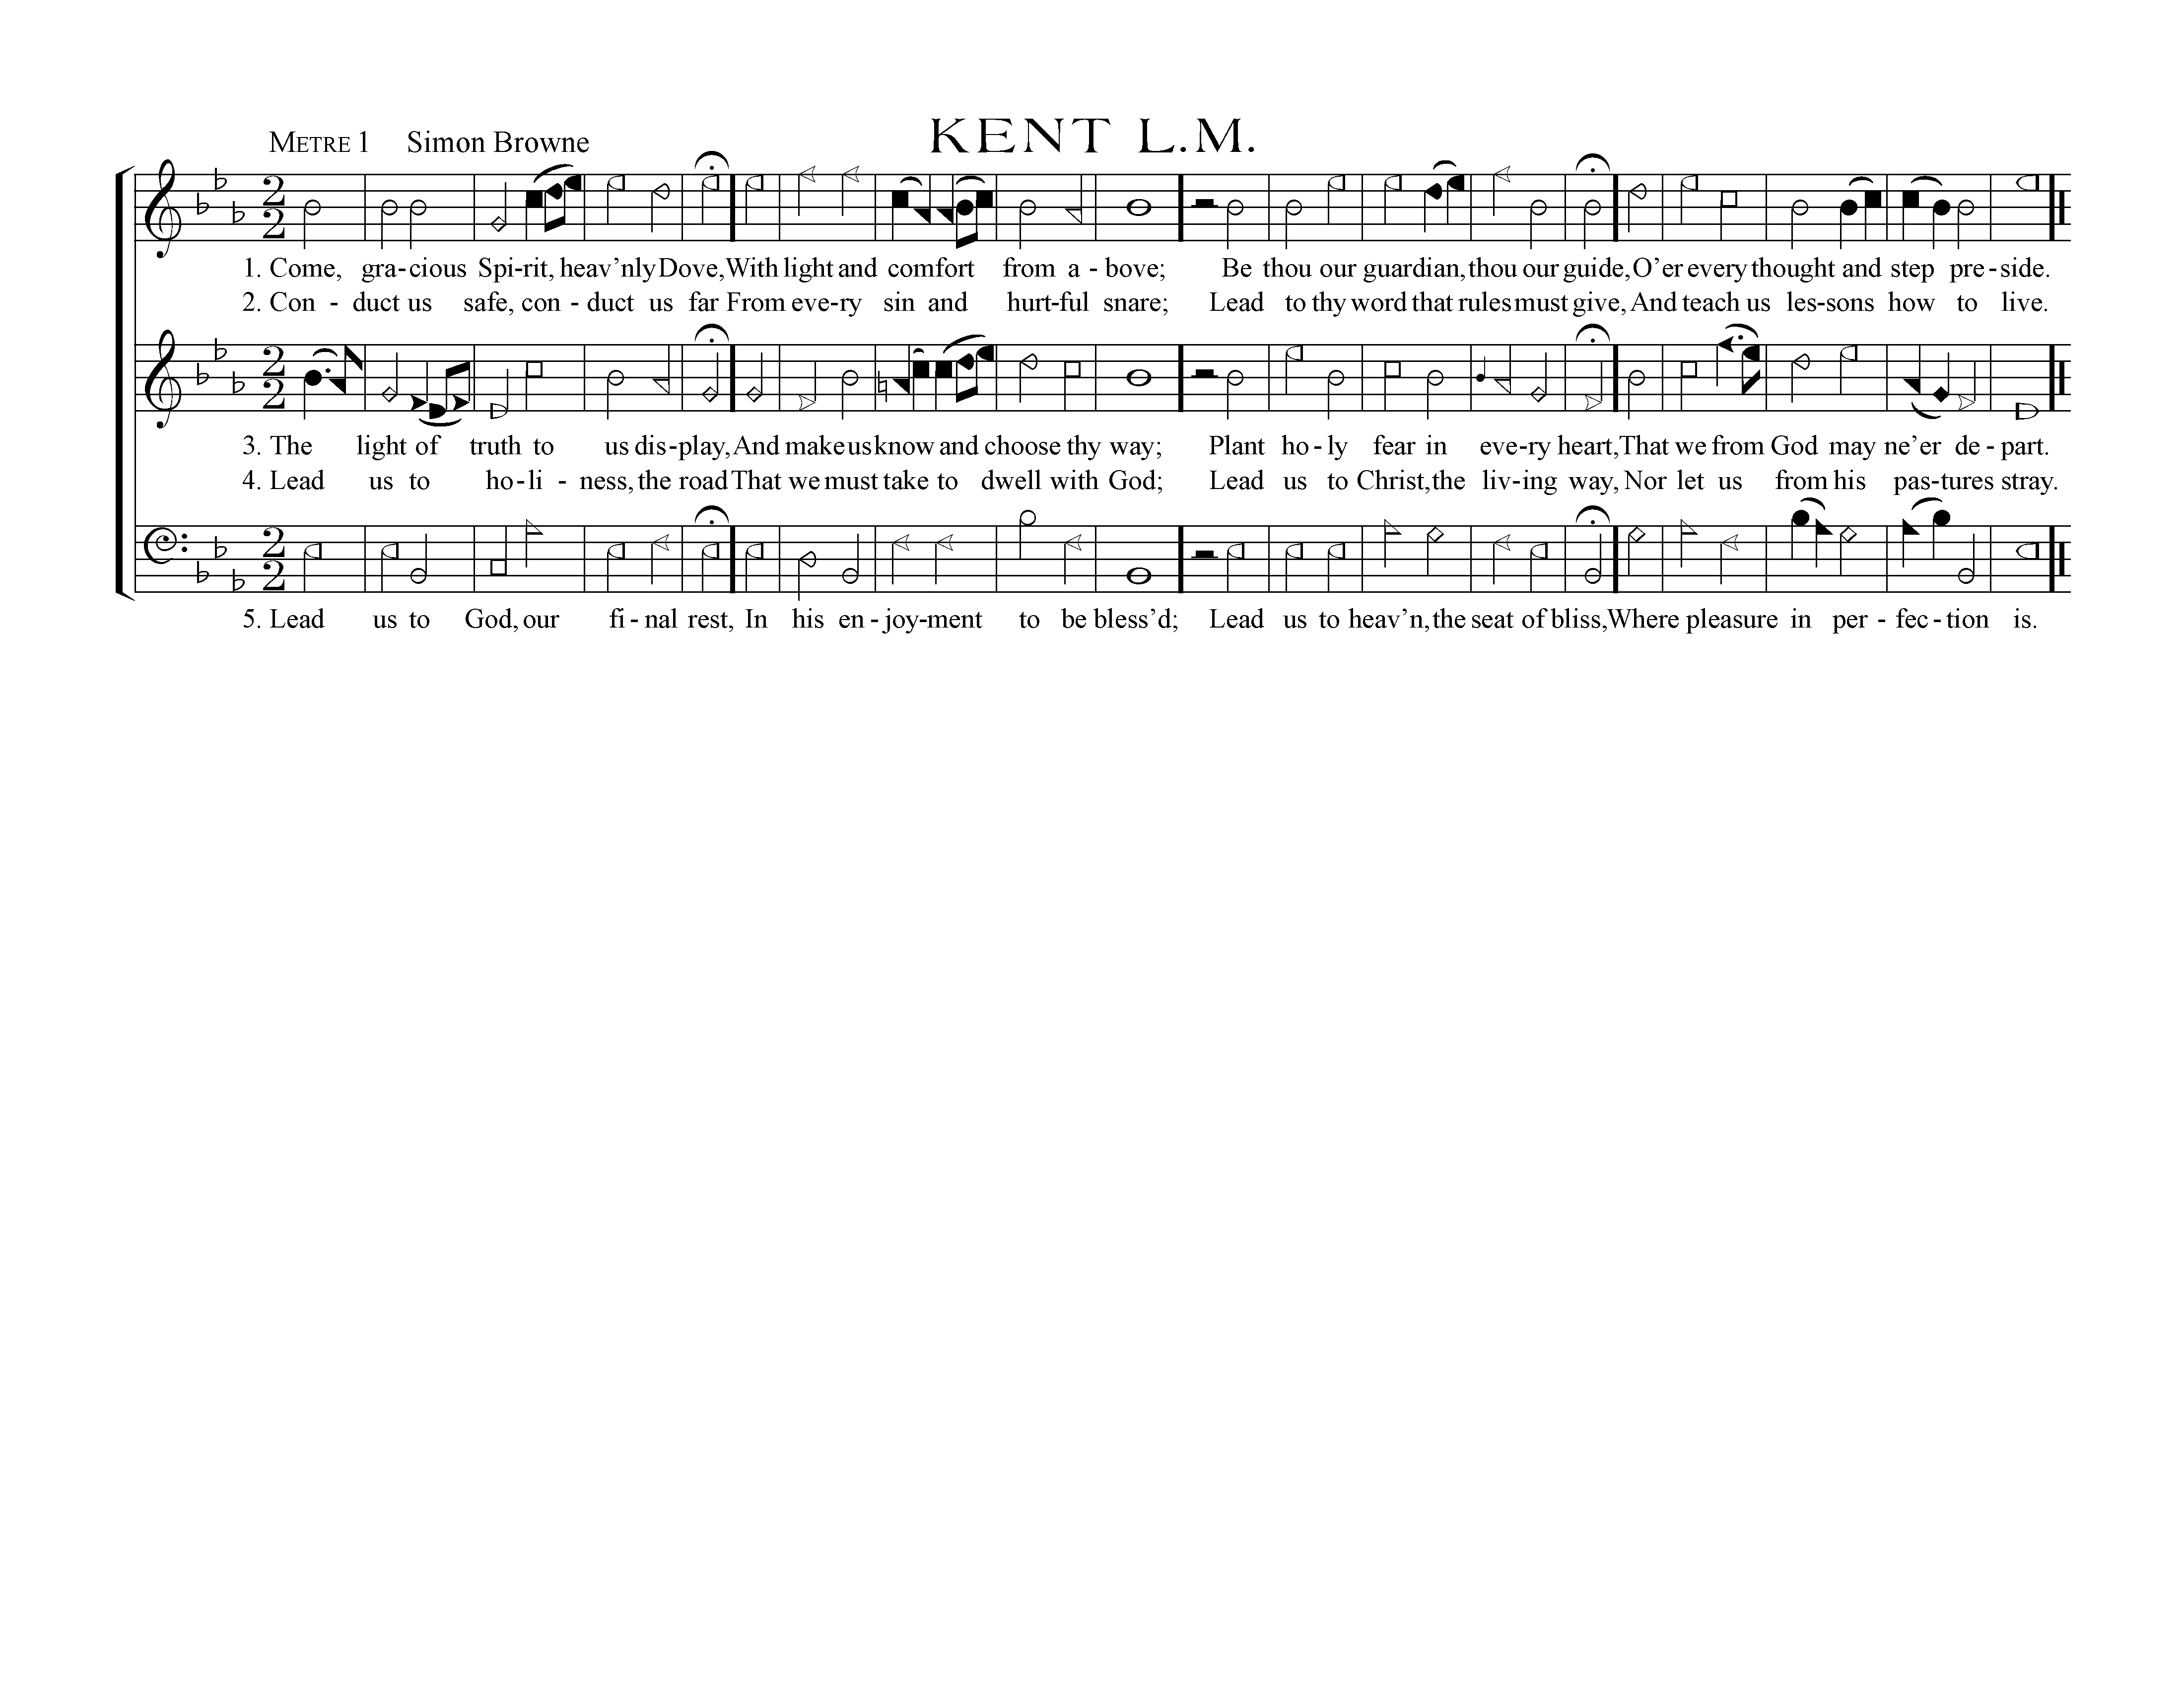 METRE 1 Simon Browne KENT L.M.
1. Come, gra-cious Spi-rit, heav'nly Dove, With light and comfort from a-bove; Be thou our guardian, thou our guide, O'er every thought and step pre-side.
2. Con-duct us safe, con-duct us far From eve-ry sin and hurt-ful snare; Lead to thy word that rules must give, And teach us les-sons how to live.
3. The light of truth to us dis-play, And make us know and choose thy way; Plant ho-ly fear in eve-ry heart, That we from God may ne'er de-part.
4. Lead us to ho-li-ness, the road That we must take to dwell with God; Lead us to Christ, the liv-ing way, Nor let us from his pas-tures stray.
5. Lead us to God, our fi-nal rest, In his en-joy-ment to be bless'd; Lead us to heav'n, the seat of bliss, Where pleasure in per-fec-tion is.